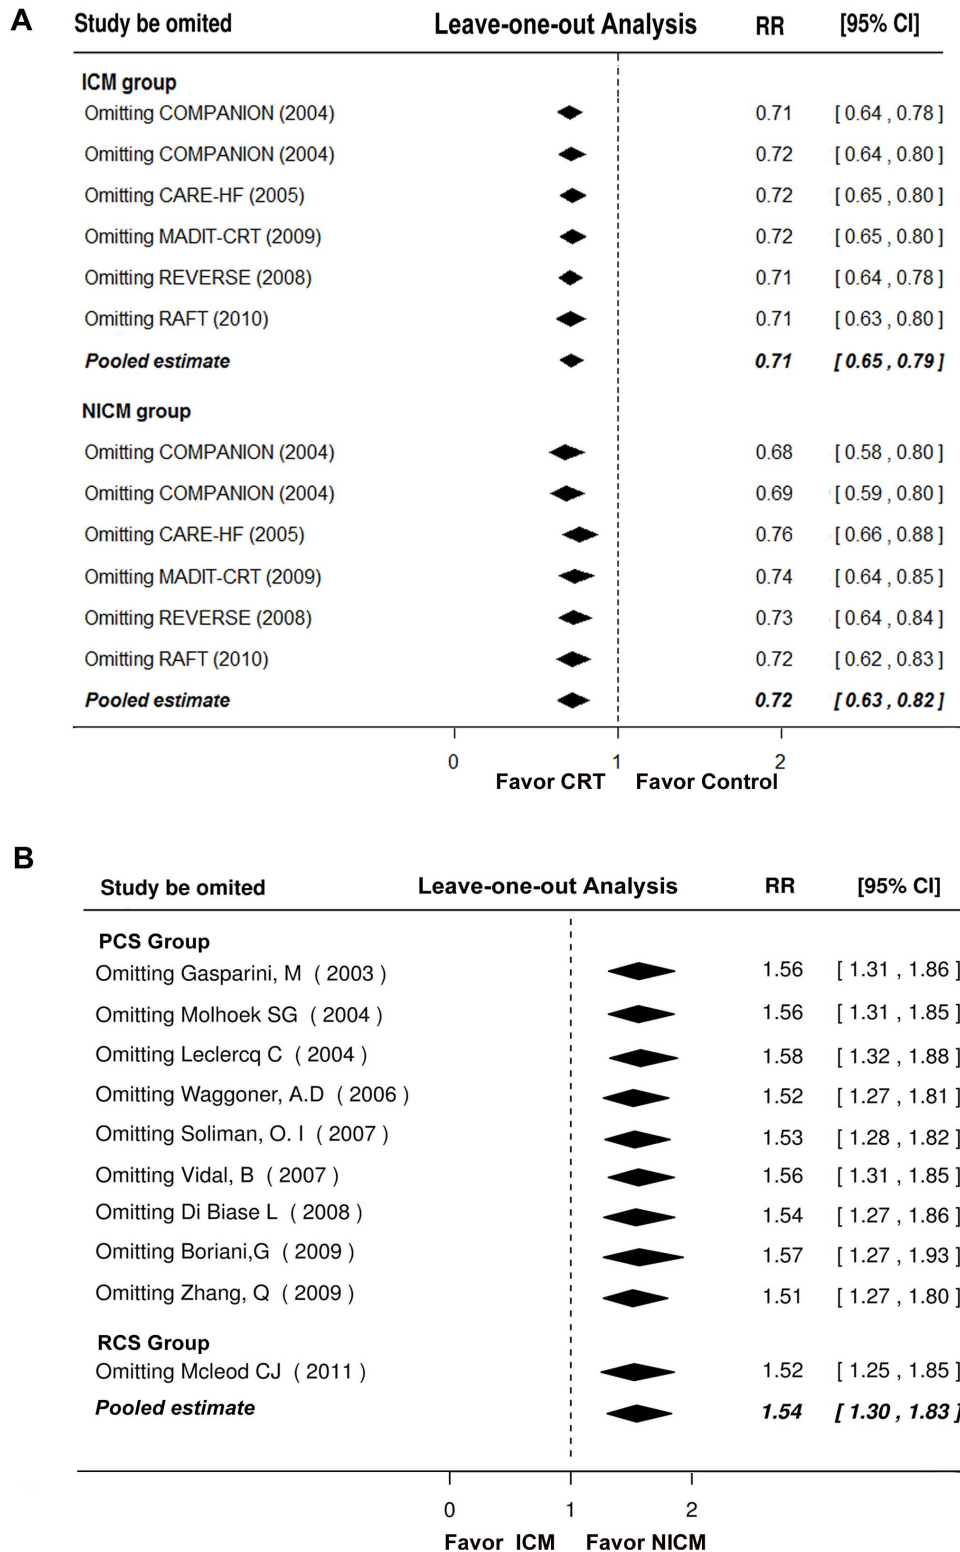 A
Study be omitted Leave-one-out Analysis RR [95% CI]
ICM group
Omitting COMPANION (2004) 0.71 [ 0.64 , 0.78 ]
Omitting COMPANION (2004) 0.72 [ 0.64 , 0.80 ]
Omitting CARE-HF (2005) 0.72 [ 0.65 , 0.80 ]
Omitting MADIT-CRT (2009) 0.72 [ 0.65 , 0.80 ]
Omitting REVERSE (2008) 0.71 [ 0.64 , 0.78 ]
Omitting RAFT (2010) 0.71 [ 0.63 , 0.80 ]
Pooled estimate 0.71 [ 0.65 , 0.79 ]
NICM group
Omitting COMPANION (2004) 0.68 [ 0.58 , 0.80 ]
Omitting COMPANION (2004) 0.69 [ 0.59 , 0.80 ]
Omitting CARE-HF (2005) 0.76 [ 0.66 , 0.88 ]
Omitting MADIT-CRT (2009) 0.74 [ 0.64 , 0.85 ]
Omitting REVERSE (2008) 0.73 [ 0.64 , 0.84 ]
Omitting RAFT (2010) 0.72 [ 0.62 , 0.83 ]
Pooled estimate 0.72 [ 0.63 , 0.82 ]
0 1 2
Favor CRT Favor Control
B
Study be omited Leave-one-out Analysis RR [95% CI]
PCS Group
Omitting Gasparini, M ( 2003 ) 1.56 [ 1.31 , 1.86 ]
Omitting Molhoek SG ( 2004 ) 1.56 [ 1.31 , 1.85 ]
Omitting Leclercq C ( 2004 ) 1.58 [ 1.32 , 1.88 ]
Omitting Waggoner, A.D ( 2006 ) 1.52 [ 1.27 , 1.81 ]
Omitting Soliman, O. I ( 2007 ) 1.53 [ 1.28 , 1.82 ]
Omitting Vidal, B ( 2007 ) 1.56 [ 1.31 , 1.85 ]
Omitting Di Biase L ( 2008 ) 1.54 [ 1.27 , 1.86 ]
Omitting Boriani,G ( 2009 ) 1.57 [ 1.27 , 1.93 ]
Omitting Zhang, Q ( 2009 ) 1.51 [ 1.27 , 1.80 ]
RCS Group
Omitting Mcleod CJ ( 2011 ) 1.52 [ 1.25 , 1.85 ]
Pooled estimate 1.54 [ 1.30 , 1.83 ]
0 1 2
Favor ICM Favor NICM